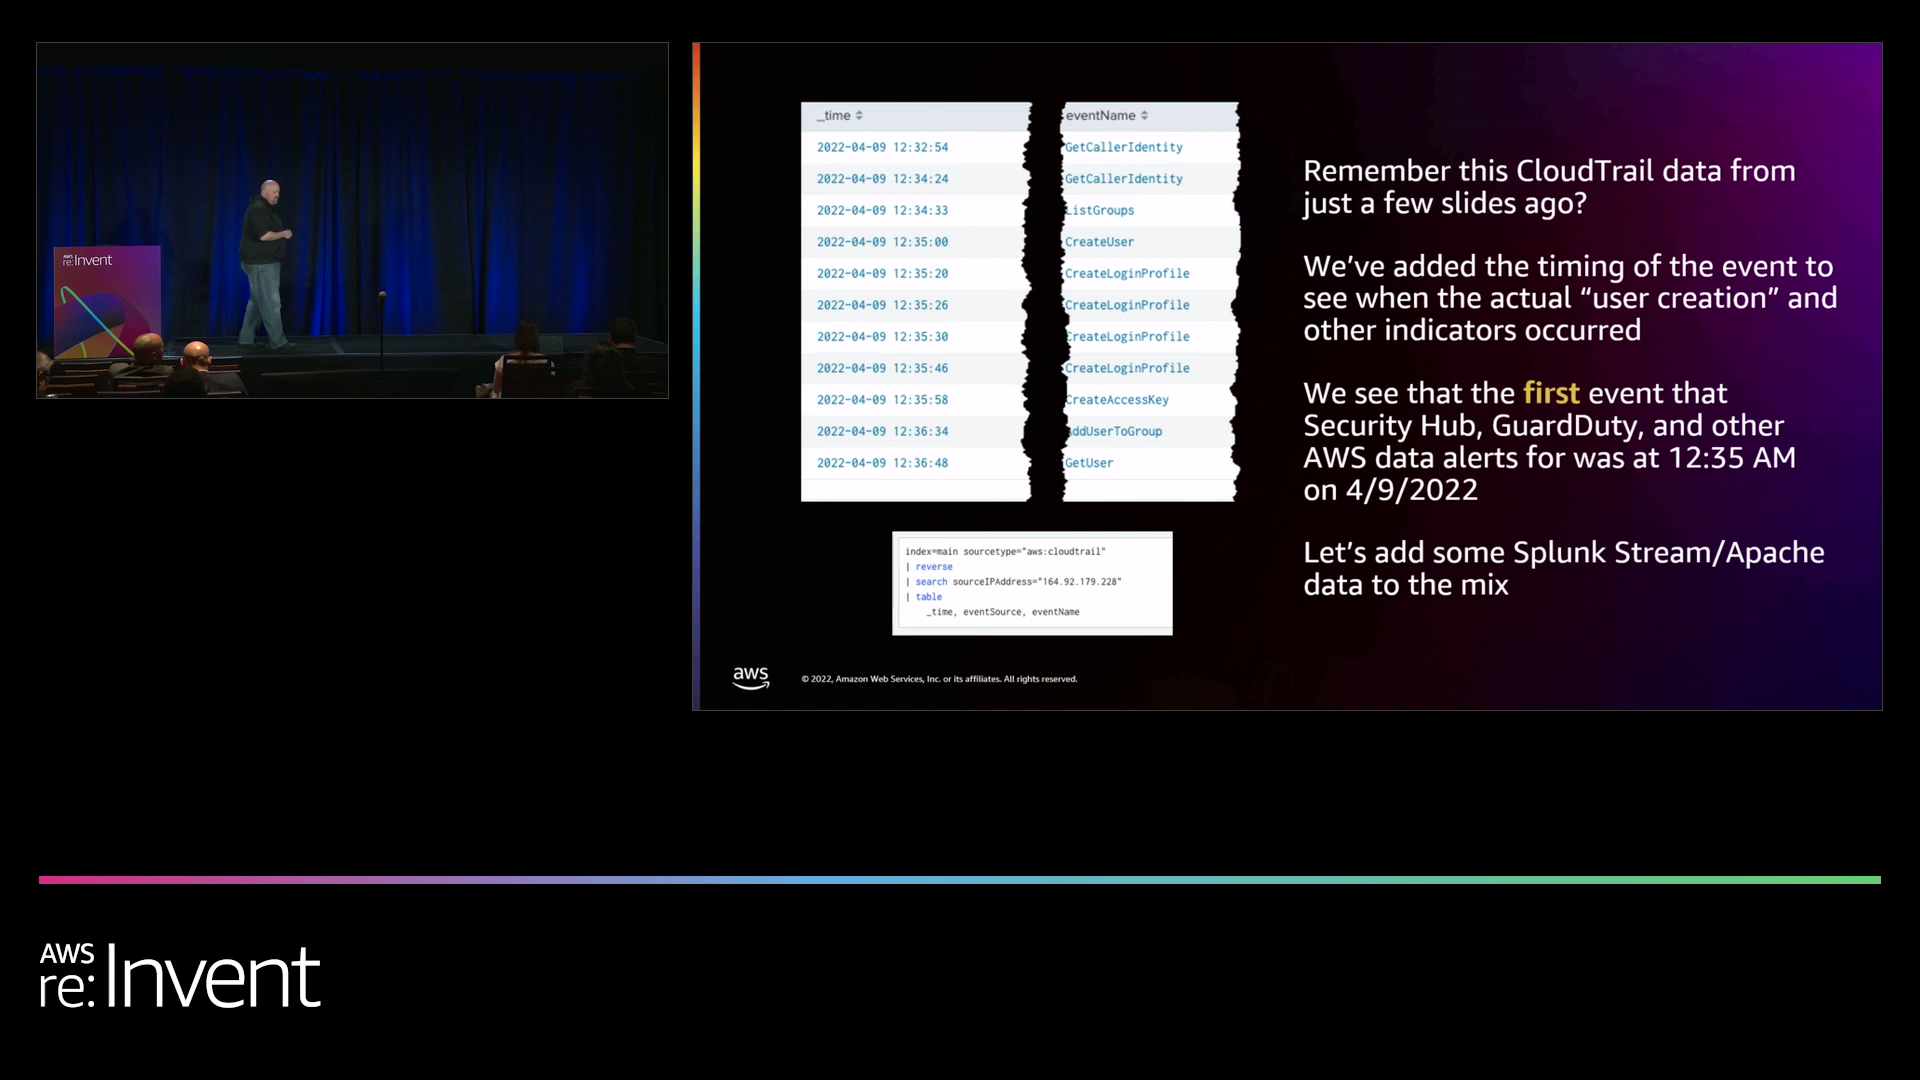 AWS
re:Invent
_time
eventName
2022-04-09 12:32:54
GetCallerIdentity
2022-04-09 12:34:24
GetCallerIdentity
2022-04-09 12:34:33
ListGroups
2022-04-09 12:35:00
CreateUser
2022-04-09 12:35:20
CreateLoginProfile
2022-04-09 12:35:26
CreateLoginProfile
2022-04-09 12:35:30
CreateLoginProfile
2022-04-09 12:35:46
CreateLoginProfile
2022-04-09 12:35:58
CreateAccessKey
2022-04-09 12:36:34
AddUserToGroup
2022-04-09 12:36:48
GetUser
index=main sourcetype="aws:cloudtrail"
| reverse
| search sourceIPAddress="164.92.179.228"
| table
_time, eventSource, eventName
Remember this CloudTrail data from
just a few slides ago?
We’ve added the timing of the event to
see when the actual “user creation” and
other indicators occurred
We see that the first event that
Security Hub, GuardDuty, and other
AWS data alerts for was at 12:35 AM
on 4/9/2022
Let’s add some Splunk Stream/Apache
data to the mix
aws
© 2022, Amazon Web Services, Inc. or its affiliates. All rights reserved.
AWS
re:Invent